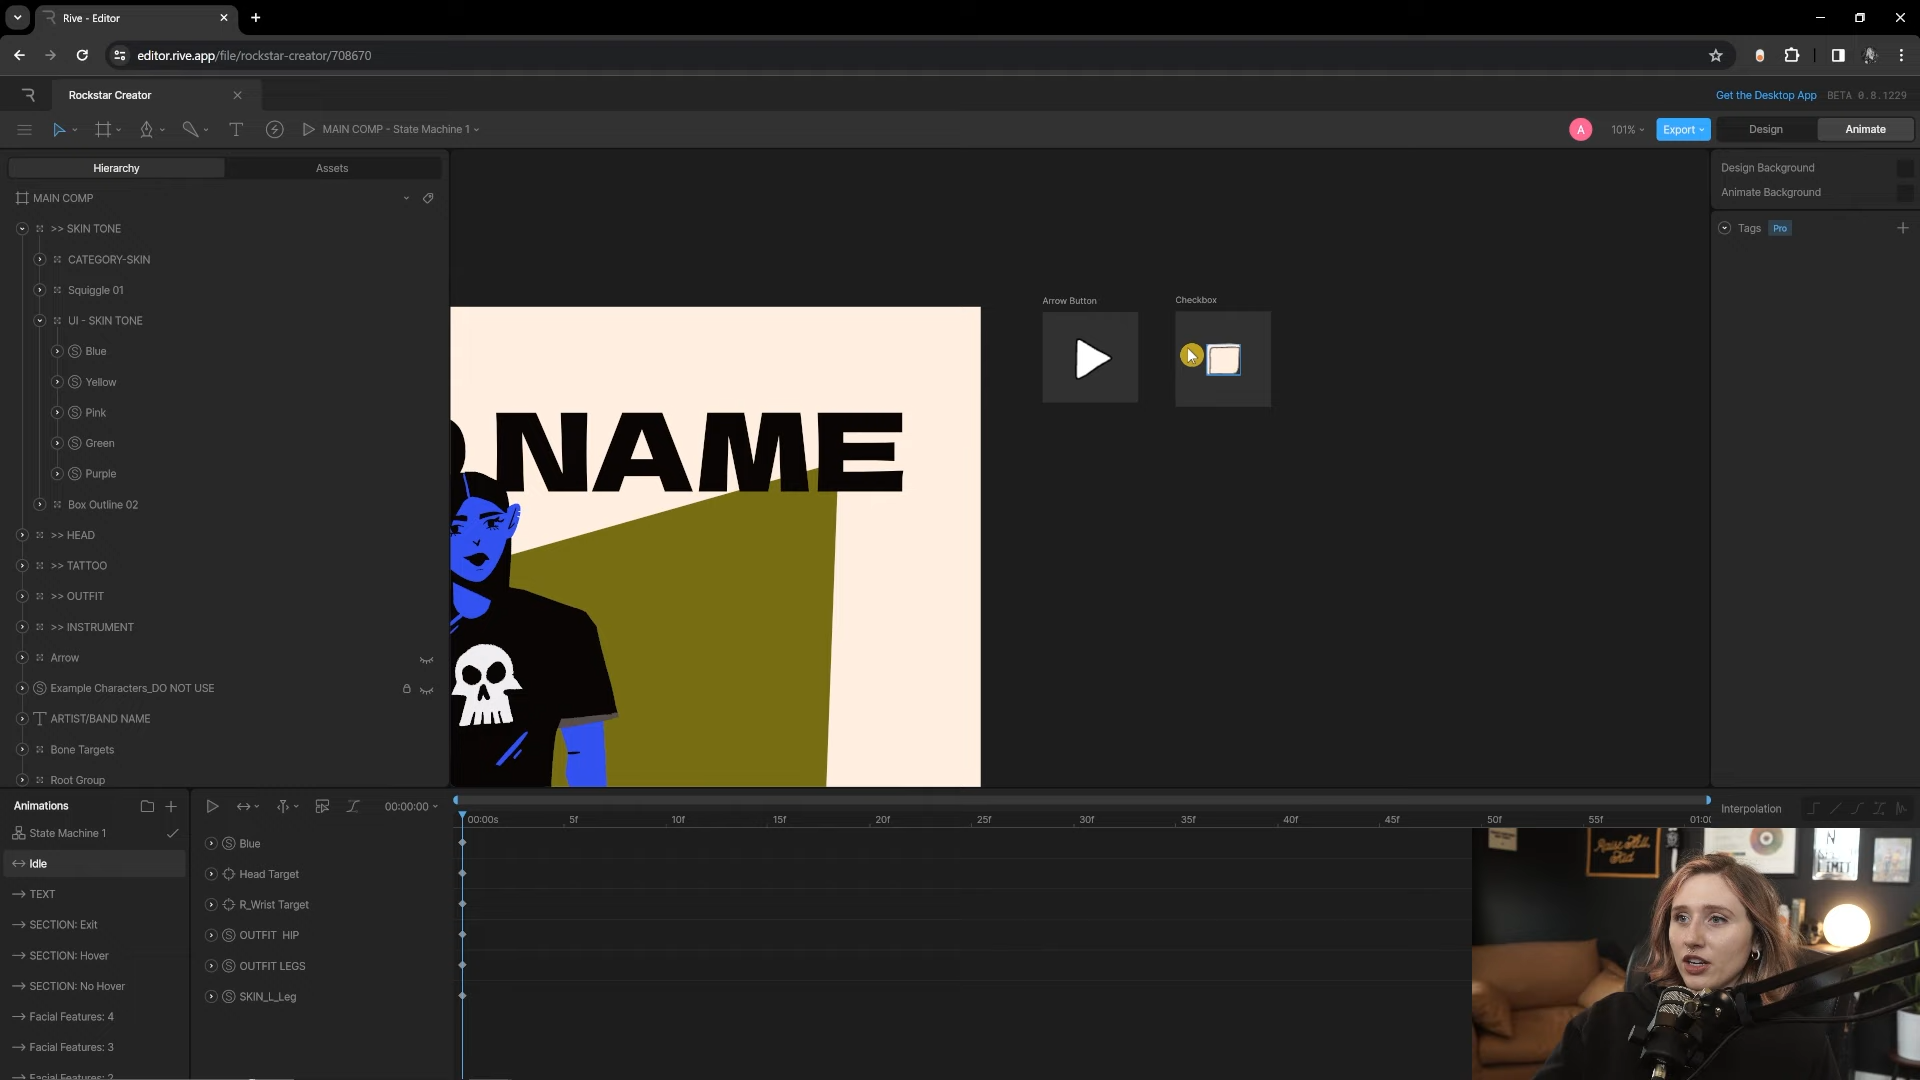 Rive - Editor
editor.rive.app/file/rockstar-creator/708670
Rockstar Creator
Get the Desktop App
BETA 0.8.1229
MAIN COMP - State Machine 1
A
101%
Export
Design
Animate
Hierarchy
Assets
Design Background
Animate Background
Tags
Pro
MAIN COMP
>> SKIN TONE
CATEGORY-SKIN
Squiggle 01
UI - SKIN TONE
Blue
Yellow
Pink
Green
Purple
Box Outline 02
>> HEAD
>> TATTOO
>> OUTFIT
>> INSTRUMENT
Arrow
Example Characters_DO NOT USE
ARTIST/BAND NAME
Bone Targets
Root Group
Arrow Button
Checkbox
NAME
Animations
00:00:00
Interpolation
State Machine 1
Idle
TEXT
SECTION: Exit
SECTION: Hover
SECTION: No Hover
Facial Features: 4
Facial Features: 3
Facial Features: 2
00:00s
5f
10f
15f
20f
25f
30f
35f
40f
45f
50f
55f
Blue
Head Target
R_Wrist Target
OUTFIT HIP
OUTFIT LEGS
SKIN_L_Leg
Raise Hell,
Kid